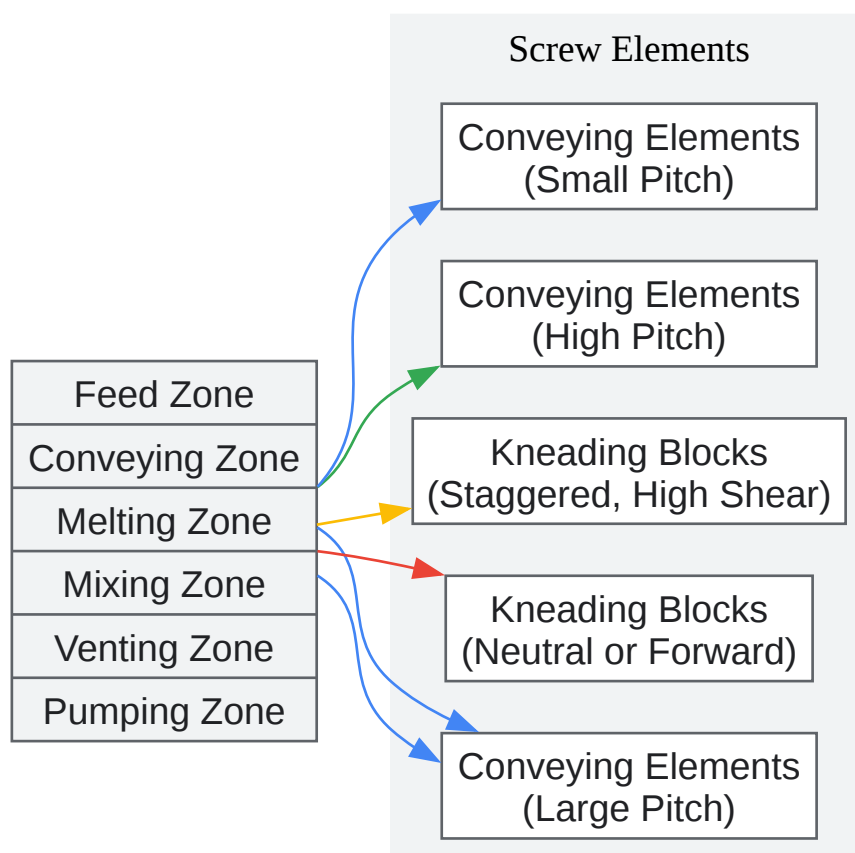 Screw Elements
Conveying Elements
(Small Pitch)
Conveying Elements
(High Pitch)
Kneading Blocks
(Staggered, High Shear)
Kneading Blocks
(Neutral or Forward)
Conveying Elements
(Large Pitch)
Feed Zone
Conveying Zone
Melting Zone
Mixing Zone
Venting Zone
Pumping Zone